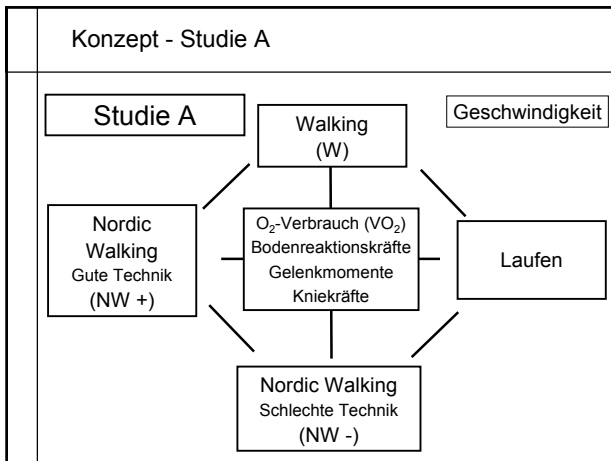 Konzept - Studie A
Studie A
Geschwindigkeit
Walking
(W)
Nordic
Walking
Gute Technik
(NW +)
O₂-Verbrauch (VO₂)
Bodenreaktionskräfte
Gelenkmomente
Kniekräfte
Laufen
Nordic Walking
Schlechte Technik
(NW -)